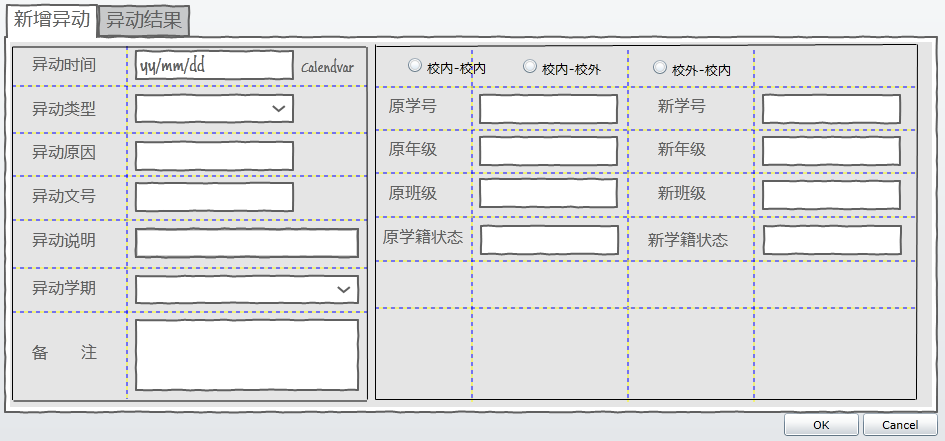 新增异动 异动结果
异动时间 yy/mm/dd Calendvar
异动类型
异动原因
异动文号
异动说明
异动学期
备 注
校内-校内 校内-校外 校外-校内
原学号 新学号
原年级 新年级
原班级 新班级
原学籍状态 新学籍状态
OK Cancel